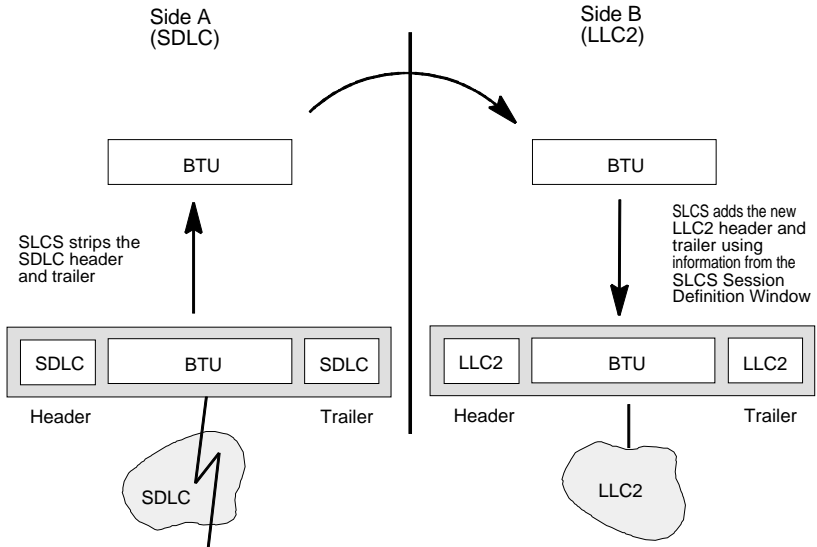 Side A
(SDLC)
Side B
(LLC2)
BTU
BTU
SLCS strips the
SDLC header
and trailer
SLCS adds the new
LLC2 header and
trailer using
information from the
SLCS Session
Definition Window
SDLC
BTU
SDLC
LLC2
BTU
LLC2
Header
Trailer
Header
Trailer
SDLC
LLC2